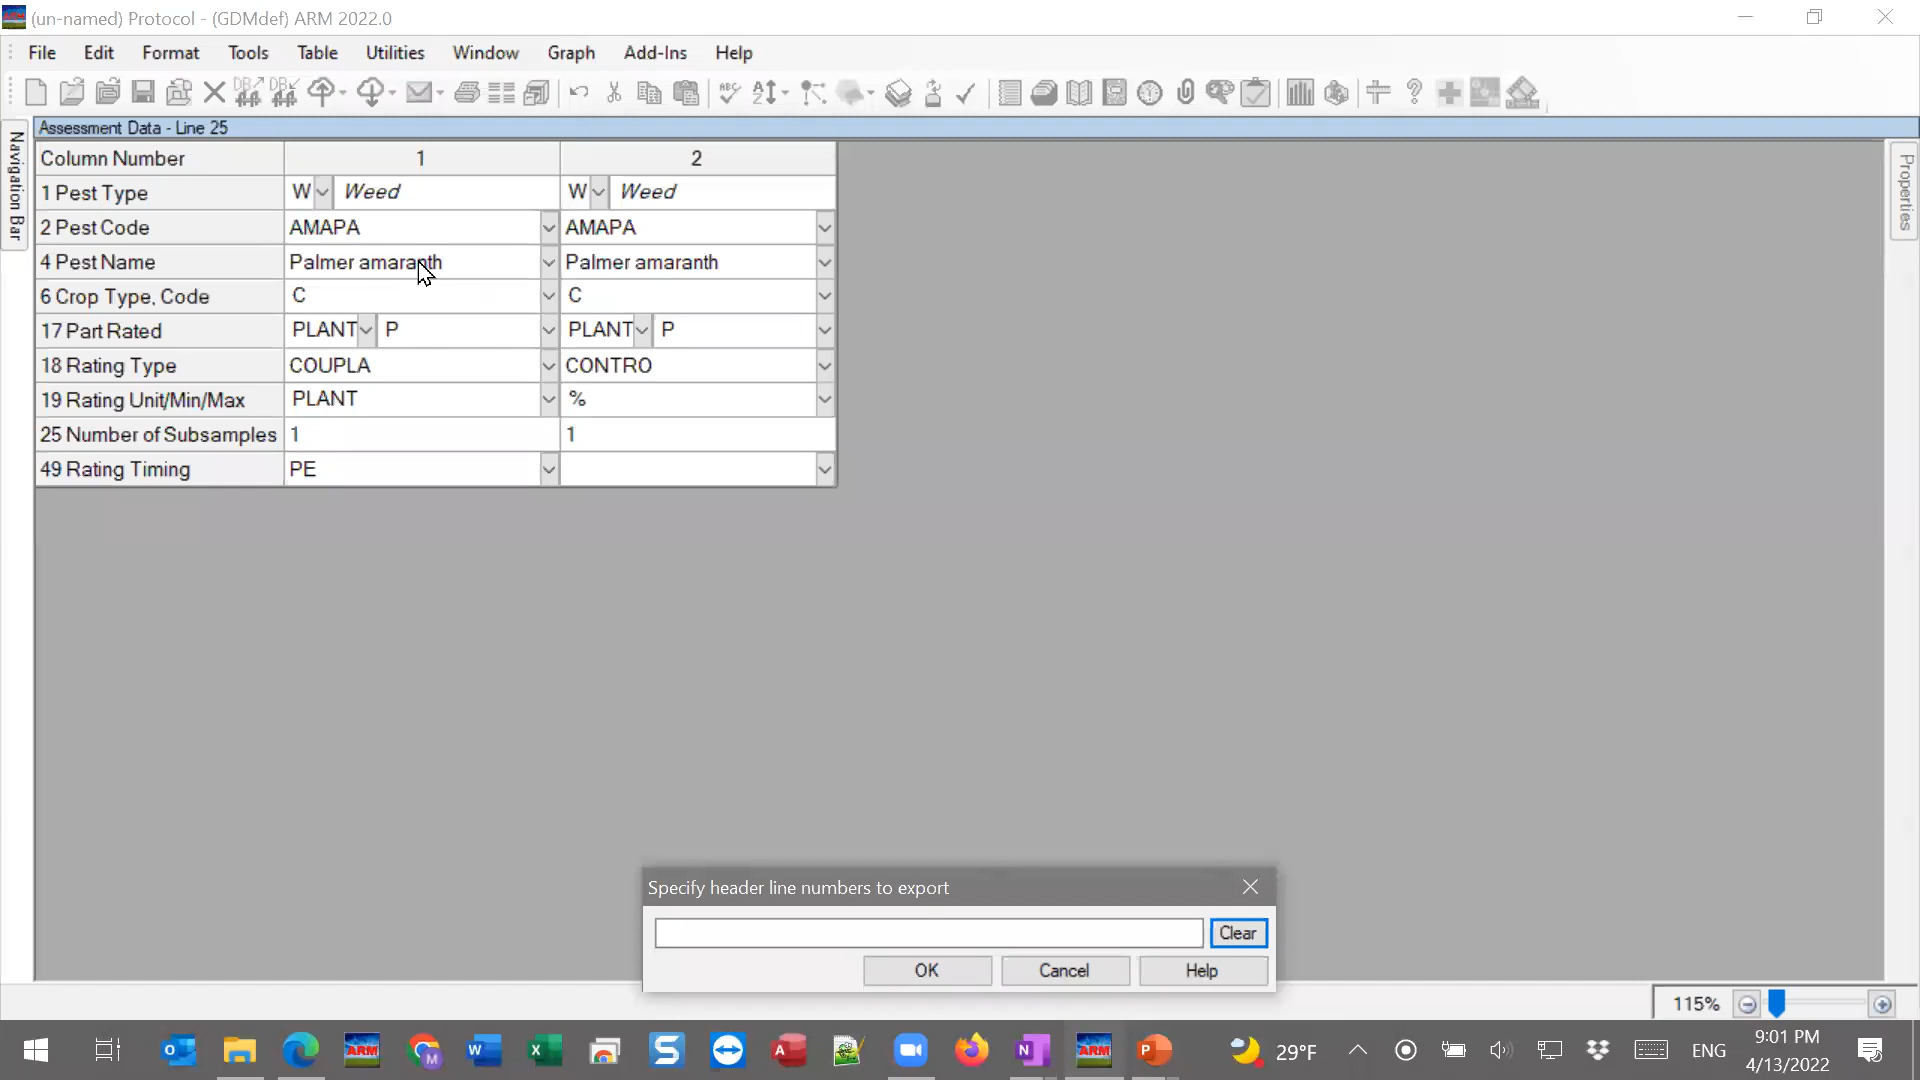 (un-named) Protocol - (GDMdef) ARM 2022.0
File Edit Format Tools Table Utilities Window Graph Add-Ins Help
Assessment Data - Line 25
Navigation Bar
Properties
Column Number 1 2
1 Pest Type W Weed W Weed
2 Pest Code AMAPA AMAPA
4 Pest Name Palmer amaranth Palmer amaranth
6 Crop Type, Code C C
17 Part Rated PLANT P PLANT P
18 Rating Type COUPLA CONTRO
19 Rating Unit/Min/Max PLANT %
25 Number of Subsamples 1 1
49 Rating Timing PE
Specify header line numbers to export
Clear
OK Cancel Help
115%
29°F ENG 9:01 PM
4/13/2022